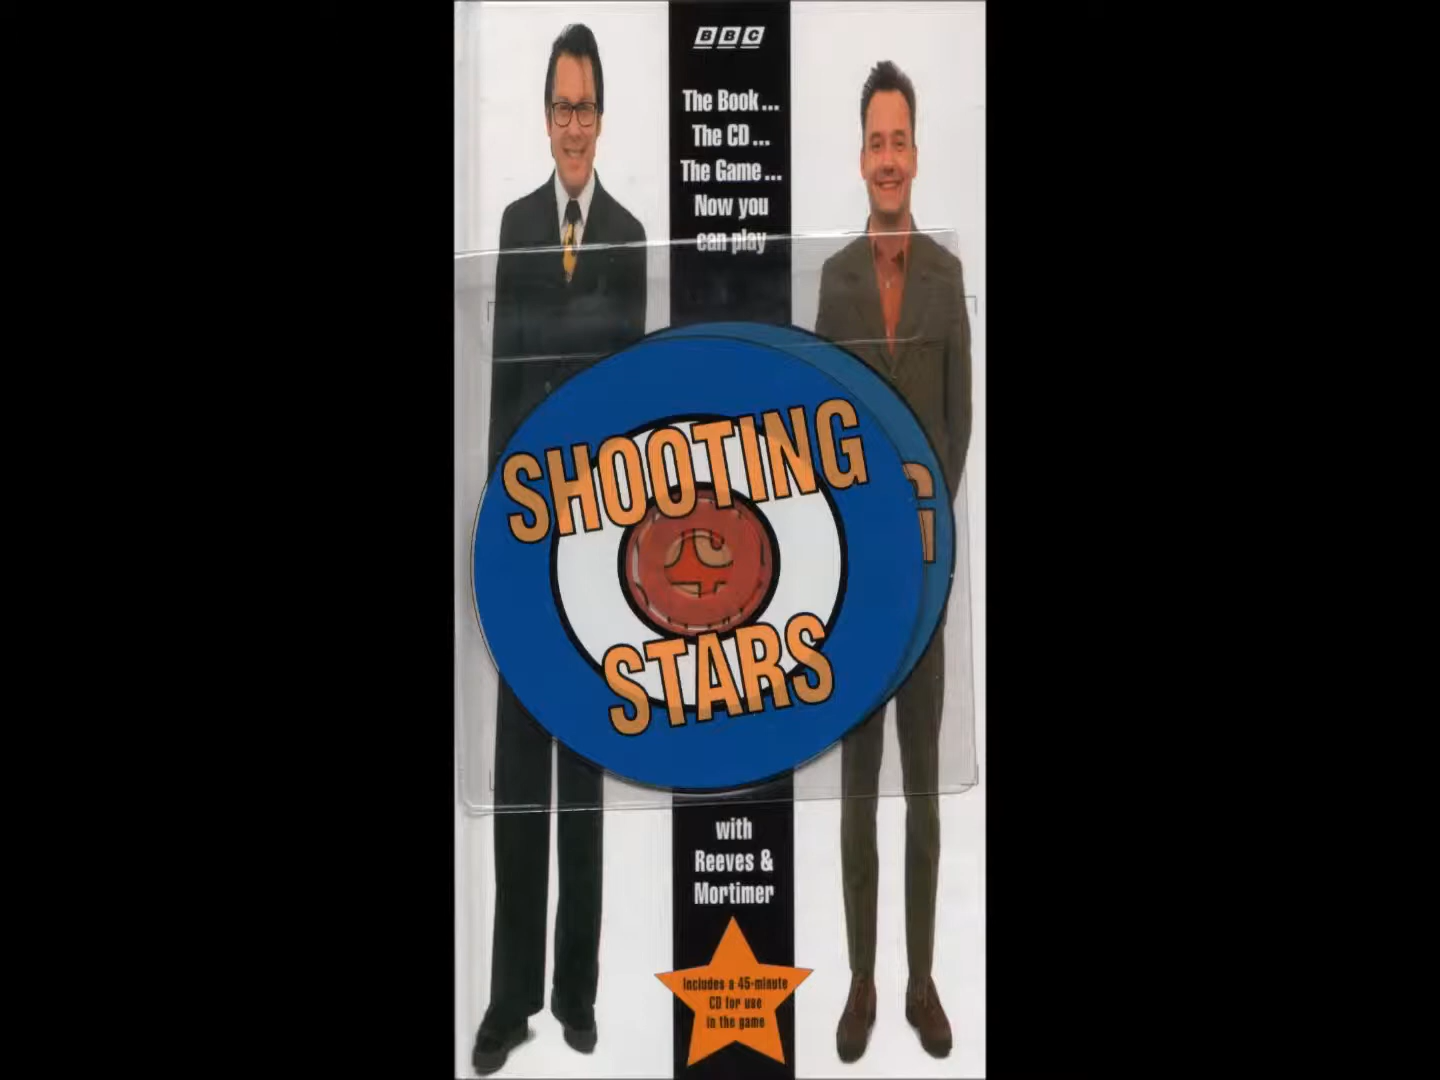 BBC
The Book...
The CD...
The Game...
Now you
can play
SHOOTING
STARS
with
Reeves &
Mortimer
Includes a 45-minute
CD for use
in the game